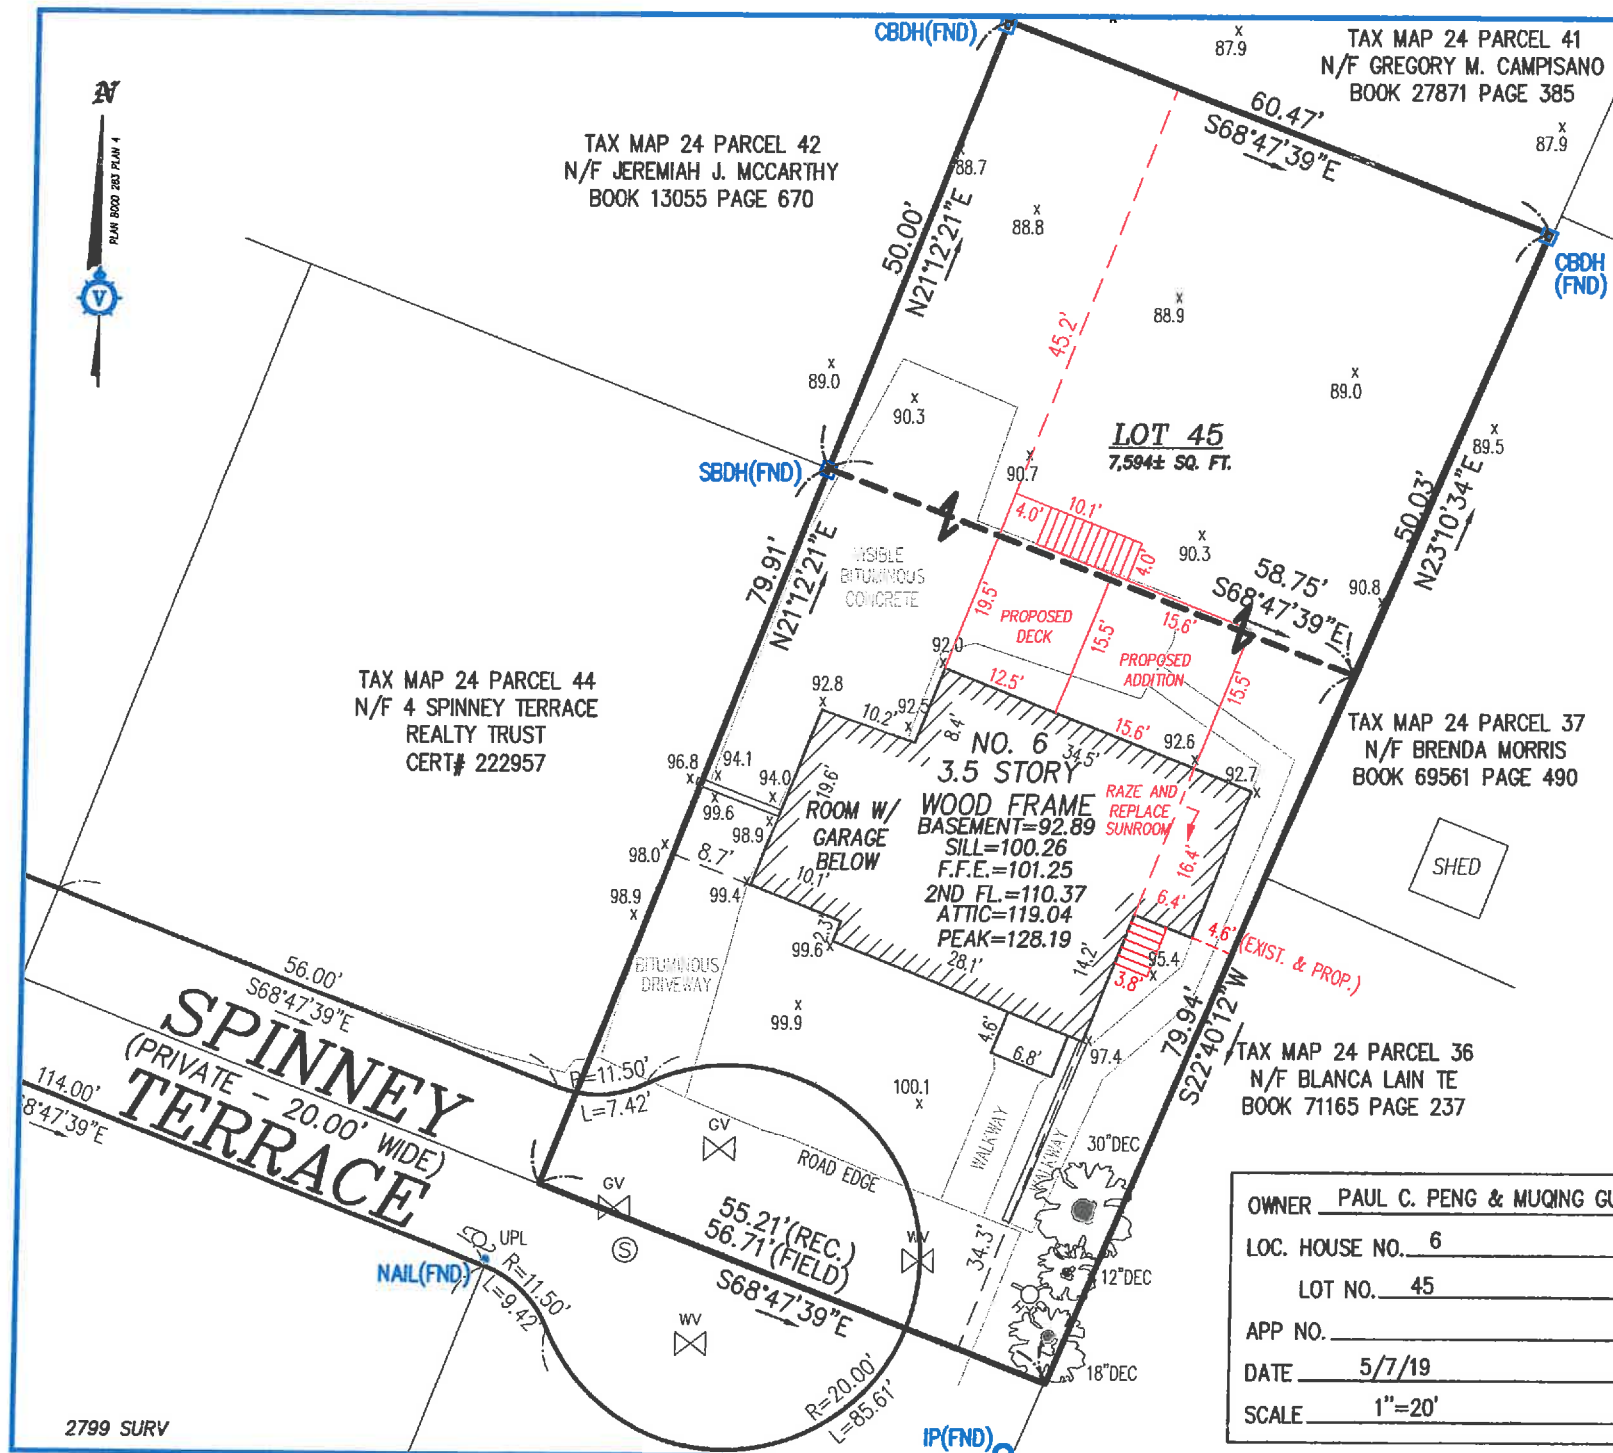 CBDH(FND)
87.9
TAX MAP 24 PARCEL 41
N/F GREGORY M. CAMPISANO
BOOK 27871 PAGE 385
N
PLAN BOOO 283 PLAN 4
V
TAX MAP 24 PARCEL 42
N/F JEREMIAH J. MCCARTHY
BOOK 13055 PAGE 670
60.47'
S68°47'39"E
87.9
88.7
88.8
50.00'
N21°12'21"E
CBDH
(FND)
88.9
45.2'
89.0
89.0
90.3
LOT 45
7,594± SQ. FT.
89.5
90.7
SBDH(FND)
50.03'
N23°10'34"E
10.1'
4.0'
4.0'
90.3
79.91'
N21°12'21"E
VISIBLE
BITUMINOUS
CONCRETE
58.75'
S68°47'39"E
90.8
19.5'
PROPOSED
DECK
15.5'
15.6'
PROPOSED
ADDITION
15.5'
92.0
12.5'
TAX MAP 24 PARCEL 44
N/F 4 SPINNEY TERRACE
REALTY TRUST
CERT# 222957
92.8
10.2'
92.5
8.4'
15.6'
34.5'
92.6
92.7
TAX MAP 24 PARCEL 37
N/F BRENDA MORRIS
BOOK 69561 PAGE 490
NO. 6
3.5 STORY
WOOD FRAME
BASEMENT=92.89
SILL=100.26
F.F.E.=101.25
2ND FL.=110.37
ATTIC=119.04
PEAK=128.19
RAZE AND
REPLACE
SUNROOM
16.4'
6.4'
96.8
94.1
94.0
19.6'
99.6
98.9
ROOM W/
GARAGE
BELOW
98.0
8.7'
10.1'
99.4
98.9
2.3'
99.6
28.1'
14.2'
95.4
3.8'
4.6' (EXIST. & PROP.)
SHED
56.00'
S68°47'39"E
BITUMINOUS
DRIVEWAY
99.9
79.94'
S22°40'12"W
SPINNEY
(PRIVATE - 20.00' WIDE)
TERRACE
114.00'
68°47'39"E
R=11.50'
L=7.42'
4.6'
6.8'
97.4
100.1
TAX MAP 24 PARCEL 36
N/F BLANCA LAIN TE
BOOK 71165 PAGE 237
GV
GV
ROAD EDGE
WALKWAY
WALKWAY
30"DEC
55.21'(REC.)
56.71'(FIELD)
S68°47'39"E
S
WV
34.3'
12"DEC
18"DEC
UPL
NAIL(FND)
R=11.50'
L=9.42'
WV
R=20.00'
L=85.61'
IP(FND)
2799 SURV
OWNER PAUL C. PENG & MUQING
LOC. HOUSE NO. 6
LOT NO. 45
APP NO.
DATE 5/7/19
SCALE 1"=20'